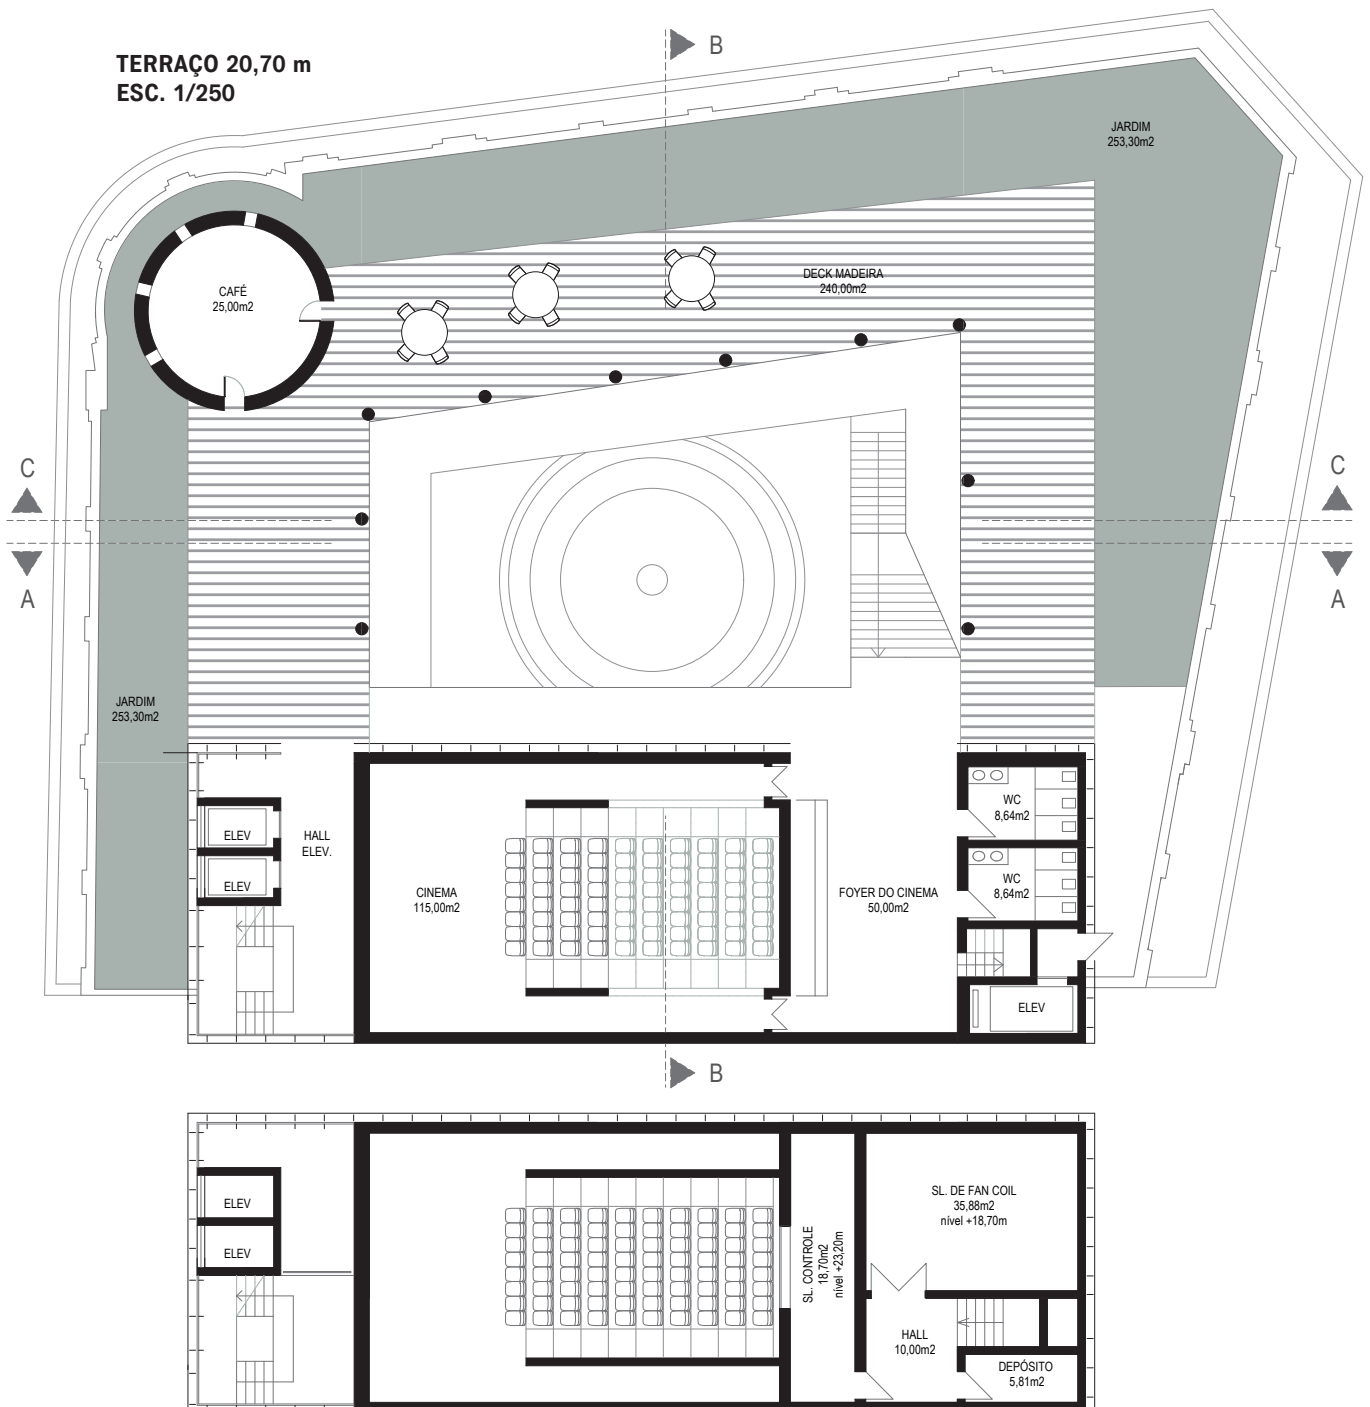 B
TERRAÇO 20,70 m
ESC. 1/250
JARDIM
253,30m2
CAFÉ
25,00m2
DECK MADEIRA
240,00m2
C
C
A
A
JARDIM
253,30m2
ELEV
ELEV
HALL
ELEV.
CINEMA
115,00m2
FOYER DO CINEMA
50,00m2
WC
8,64m2
WC
8,64m2
ELEV
B
ELEV
ELEV
SL. CONTROLE
18,70m2
nível +23,20m
SL. DE FAN COIL
35,88m2
nível +18,70m
HALL
10,00m2
DEPÓSITO
5,81m2